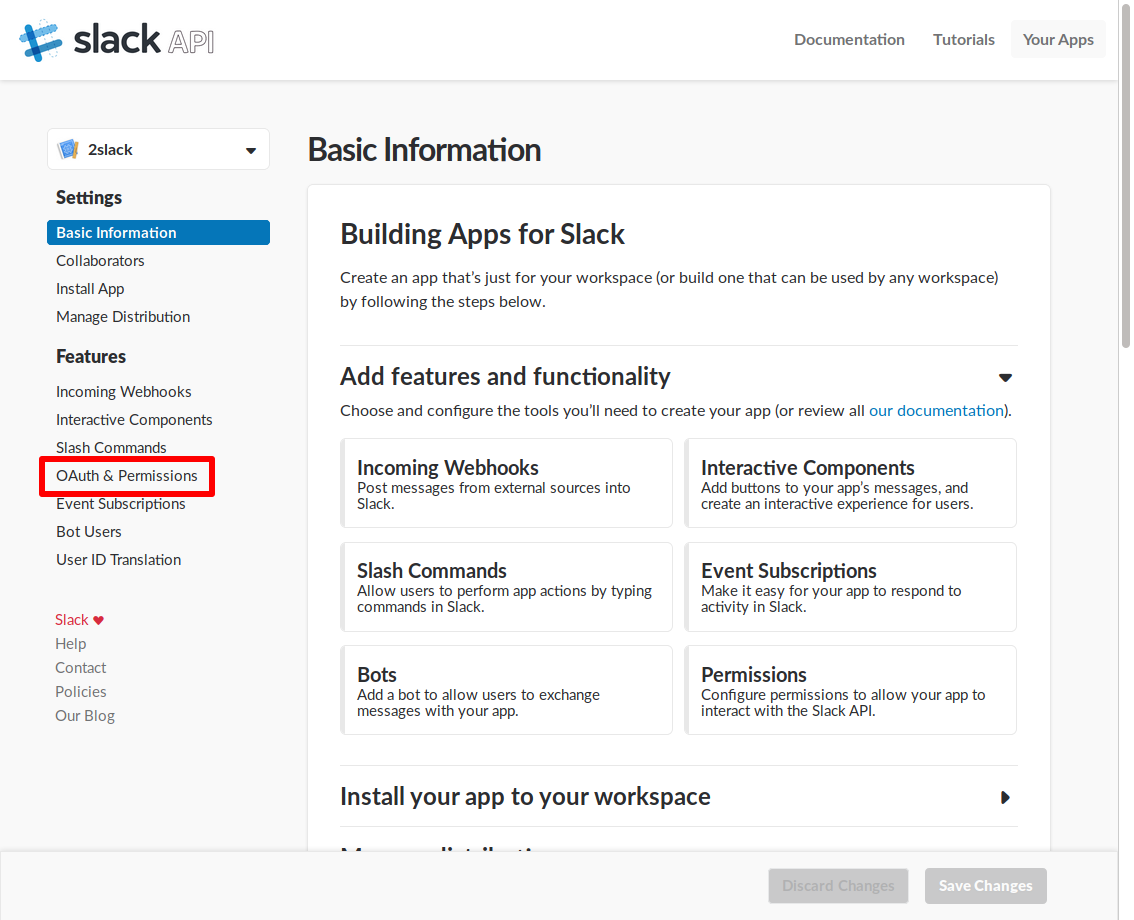 slack API
Documentation
Tutorials
Your Apps
2slack
Settings
Basic Information
Collaborators
Install App
Manage Distribution
Features
Incoming Webhooks
Interactive Components
Slash Commands
OAuth & Permissions
Event Subscriptions
Bot Users
User ID Translation
Slack ♥
Help
Contact
Policies
Our Blog
Basic Information
Building Apps for Slack
Create an app that's just for your workspace (or build one that can be used by any workspace)
by following the steps below.
Add features and functionality
Choose and configure the tools you'll need to create your app (or review all our documentation).
Incoming Webhooks
Post messages from external sources into
Slack.
Interactive Components
Add buttons to your app's messages, and
create an interactive experience for users.
Slash Commands
Allow users to perform app actions by typing
commands in Slack.
Event Subscriptions
Make it easy for your app to respond to
activity in Slack.
Bots
Add a bot to allow users to exchange
messages with your app.
Permissions
Configure permissions to allow your app to
interact with the Slack API.
Install your app to your workspace
Discard Changes
Save Changes